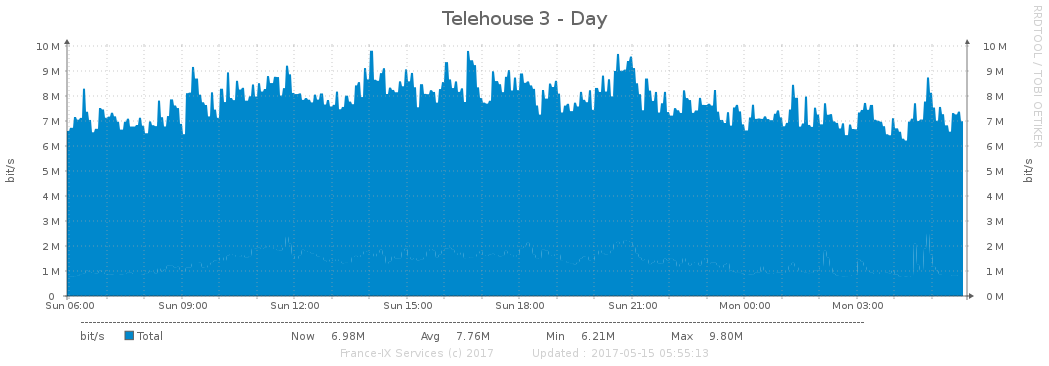 Telehouse 3 - Day
RRDTOOL / TOBI OETIKER
bit/s
10 M 10 M
9 M 9 M
8 M 8 M
7 M 7 M
6 M 6 M
5 M 5 M
4 M 4 M
3 M 3 M
2 M 2 M
1 M 1 M
0 0 M
bit/s
Sun 06:00 Sun 09:00 Sun 12:00 Sun 15:00 Sun 18:00 Sun 21:00 Mon 00:00 Mon 03:00
bit/s Total Now 6.98M Avg 7.76M Min 6.21M Max 9.80M
France-IX Services (c) 2017 Updated : 2017-05-15 05:55:13